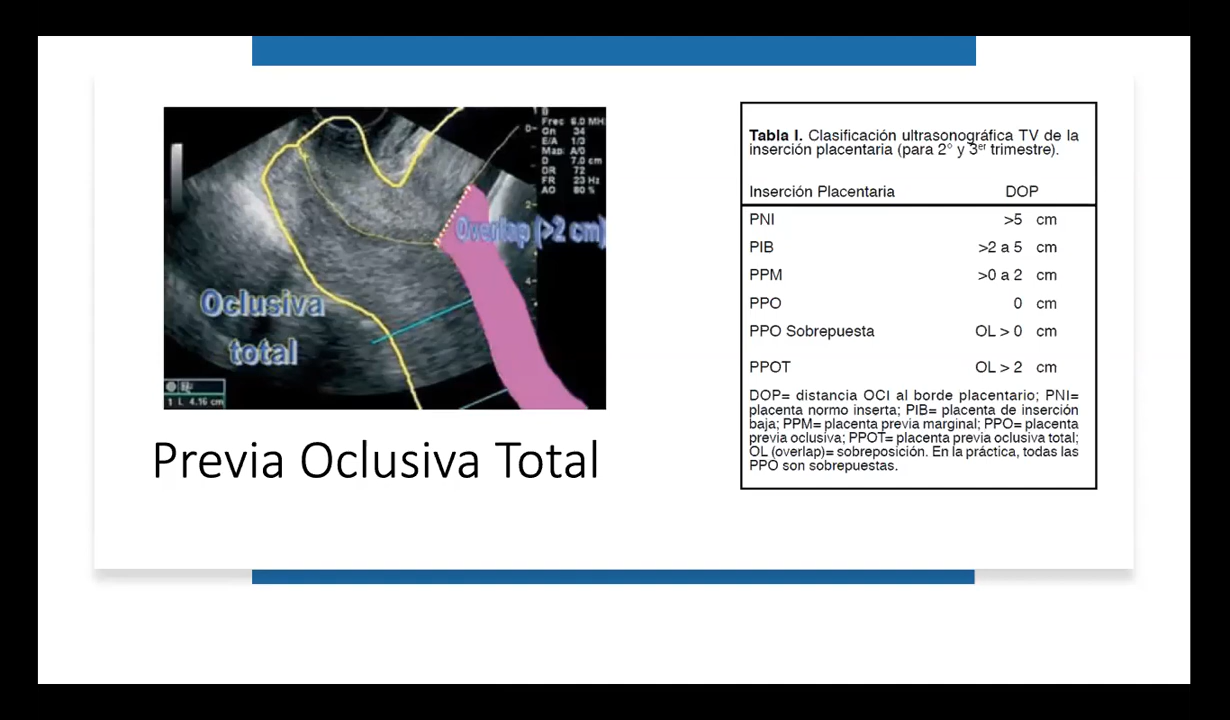 B
Frec 6.0 MH
Gn 34
E/A 1/3
Map A/0
D 7.0 cm
DR 72
FR 23 Hz
AO 80 %
0-
2-
4-
Overlap (>2 cm)
Oclusiva
total
1 L 4.16 cm
Previa Oclusiva Total
Tabla I. Clasificación ultrasonográfica TV de la
inserción placentaria (para 2° y 3er trimestre).
Inserción Placentaria DOP
PNI >5 cm
PIB >2 a 5 cm
PPM >0 a 2 cm
PPO 0 cm
PPO Sobrepuesta OL > 0 cm
PPOT OL > 2 cm
DOP= distancia OCI al borde placentario; PNI=
placenta normo inserta; PIB= placenta de inserción
baja; PPM= placenta previa marginal; PPO= placenta
previa oclusiva; PPOT= placenta previa oclusiva total;
OL (overlap)= sobreposición. En la práctica, todas las
PPO son sobrepuestas.